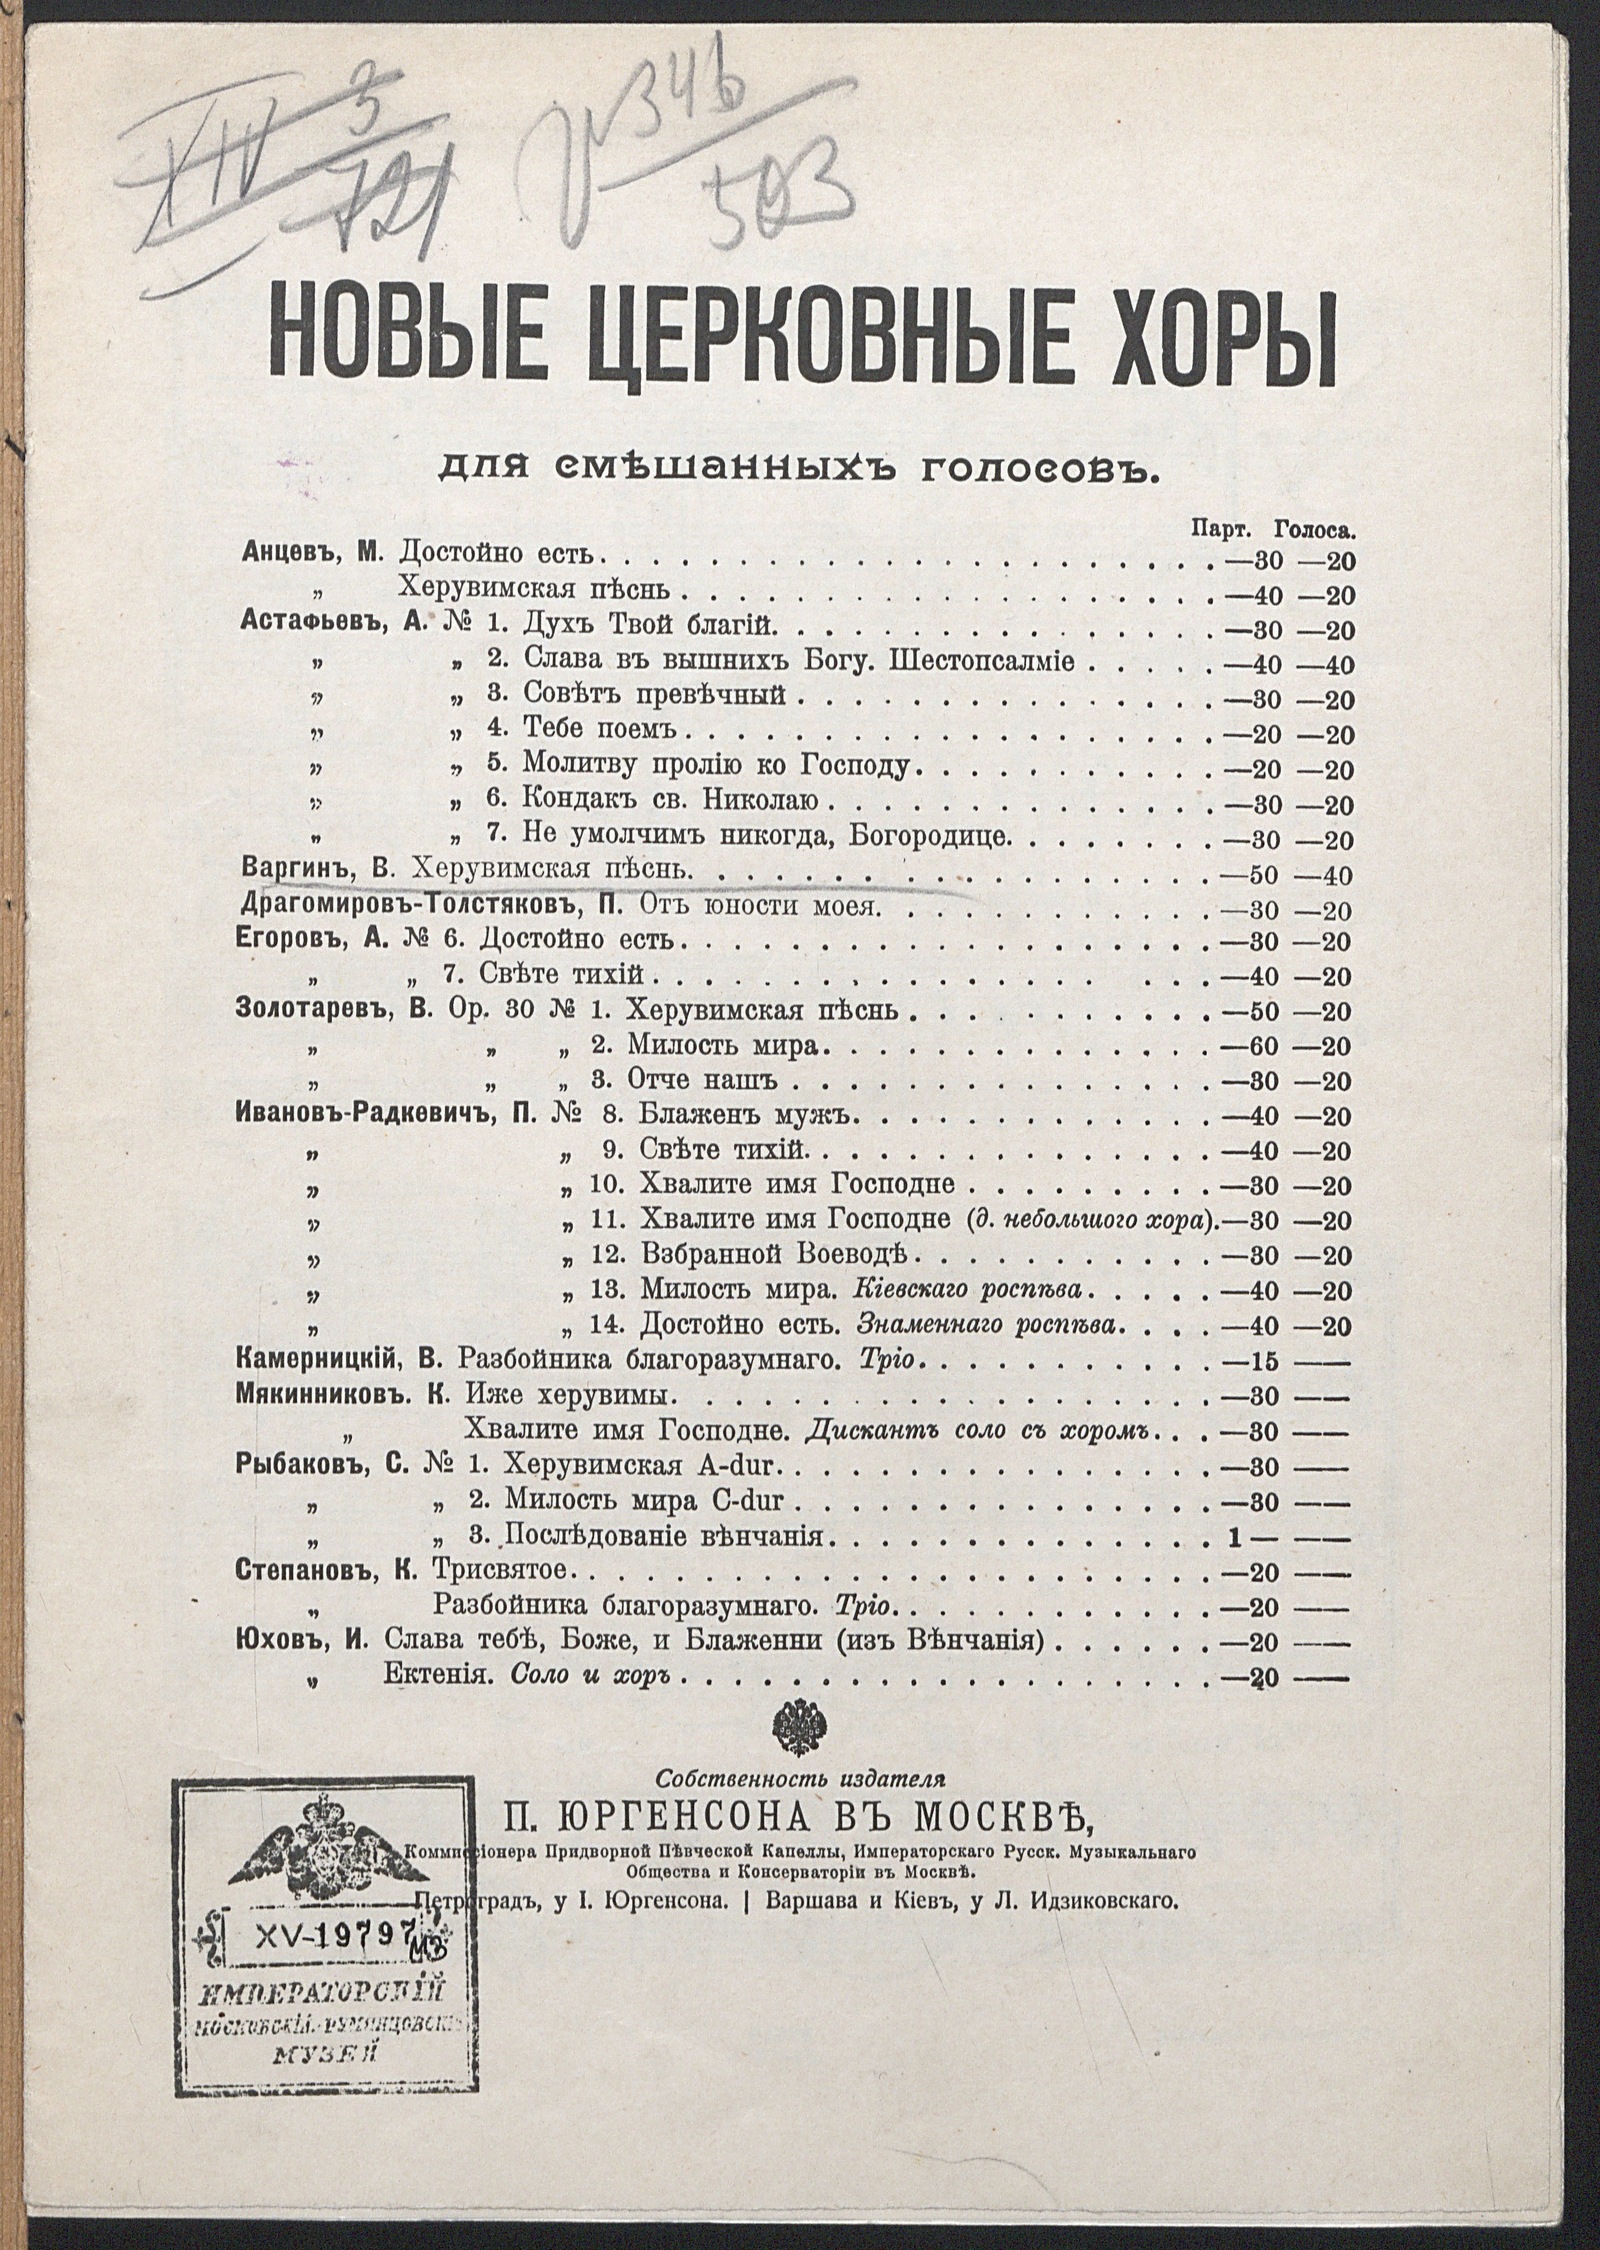 XIV 3/121 346/503
НОВЫЕ ЦЕРКОВНЫЕ ХОРЫ
для смѣшанныхъ голосовъ.
Парт. Голоса.
Анцевъ, М. Достойно есть. . . . . . . . . . . . . . . . . . . . . —30 —20
„ Херувимская пѣснь . . . . . . . . . . . . . . . . . . . —40 —20
Астафьевъ, А. № 1. Духъ Твой благій. . . . . . . . . . . . . . . . —30 —20
„ „ 2. Слава въ вышнихъ Богу. Шестопсалміе . . . . . —40 —40
„ „ 3. Совѣтъ превѣчный . . . . . . . . . . . . . . . —30 —20
„ „ 4. Тебе поемъ . . . . . . . . . . . . . . . . . . . —20 —20
„ „ 5. Молитву пролію ко Господу. . . . . . . . . . . —20 —20
„ „ 6. Кондакъ св. Николаю . . . . . . . . . . . . . . —30 —20
„ „ 7. Не умолчимъ никогда, Богородице. . . . . . . . —30 —20
Варгинъ, В. Херувимская пѣснь. . . . . . . . . . . . . . . . . . . —50 —40
Драгомировъ-Толстяковъ, П. Отъ юности моея. . . . . . . . . . . . —30 —20
Егоровъ, А. № 6. Достойно есть. . . . . . . . . . . . . . . . . . . —30 —20
„ „ 7. Свѣте тихій . . . . . . . . . . . . . . . . . . . —40 —20
Золотаревъ, В. Op. 30 № 1. Херувимская пѣснь . . . . . . . . . . . —50 —20
„ „ „ 2. Милость мира. . . . . . . . . . . . . . —60 —20
„ „ „ 3. Отче нашъ . . . . . . . . . . . . . . . —30 —20
Ивановъ-Радкевичъ, П. № 8. Блаженъ мужъ. . . . . . . . . . . . . —40 —20
„ „ 9. Свѣте тихій. . . . . . . . . . . . . . . —40 —20
„ „ 10. Хвалите имя Господне . . . . . . . . . —30 —20
„ „ 11. Хвалите имя Господне (д. небольшого хора).—30 —20
„ „ 12. Взбранной Воеводѣ. . . . . . . . . . . —30 —20
„ „ 13. Милость мира. Кіевскаго роспѣва. . . . . —40 —20
„ „ 14. Достойно есть. Знаменнаго роспѣва. . . . —40 —20
Камерницкій, В. Разбойника благоразумнаго. Тріо. . . . . . . . . . . —15 ——
Мякинниковъ. К. Иже херувимы. . . . . . . . . . . . . . . . . . . —30 ——
„ Хвалите имя Господне. Дискантъ соло съ хоромъ. . . —30 ——
Рыбаковъ, С. № 1. Херувимская A-dur. . . . . . . . . . . . . . . . —30 ——
„ „ 2. Милость мира C-dur . . . . . . . . . . . . . . . —30 ——
„ „ 3. Послѣдованіе вѣнчанія. . . . . . . . . . . . . . 1 — ——
Степановъ, К. Трисвятое. . . . . . . . . . . . . . . . . . . . . . . —20 ——
„ Разбойника благоразумнаго. Тріо. . . . . . . . . . . . —20 ——
Юховъ, И. Слава тебѣ, Боже, и Блаженни (изъ Вѣнчанія) . . . . . . —20 ——
„ Ектенія. Соло и хоръ . . . . . . . . . . . . . . . . . . . —20 ——
Собственность издателя
П. ЮРГЕНСОНА ВЪ МОСКВѢ,
Коммиссіонера Придворной Пѣвческой Капеллы, Императорскаго Русск. Музыкальнаго
Общества и Консерваторіи въ Москвѣ.
Петроградъ, у І. Юргенсона. | Варшава и Кіевъ, у Л. Идзиковскаго.
XV-19797
МЗ
ИМПЕРАТОРСКІЙ
МОСКОВСКІЙ. РУМЯНЦОВСКІЙ
МУЗЕЙ